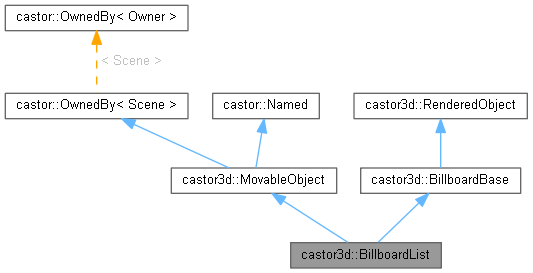 castor::OwnedBy< Owner >
< Scene >
castor::OwnedBy< Scene >
castor::Named
castor3d::RenderedObject
castor3d::MovableObject
castor3d::BillboardBase
castor3d::BillboardList